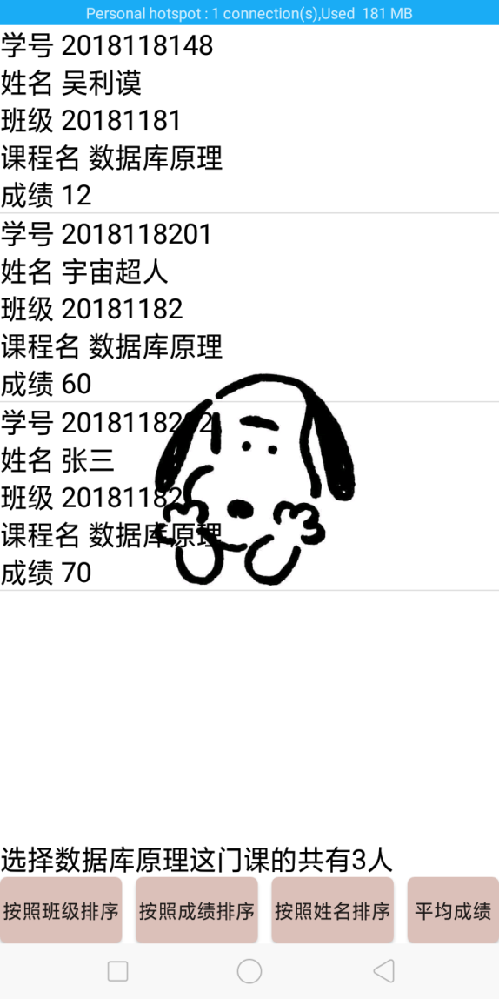 Personal hotspot : 1 connection(s),Used 181 MB
学号 2018118148
姓名 吴利谟
班级 20181181
课程名 数据库原理
成绩 12
学号 2018118201
姓名 宇宙超人
班级 20181182
课程名 数据库原理
成绩 60
学号 2018118202
姓名 张三
班级 20181182
课程名 数据库原理
成绩 70
选择数据库原理这门课的共有3人
按照班级排序 按照成绩排序 按照姓名排序 平均成绩